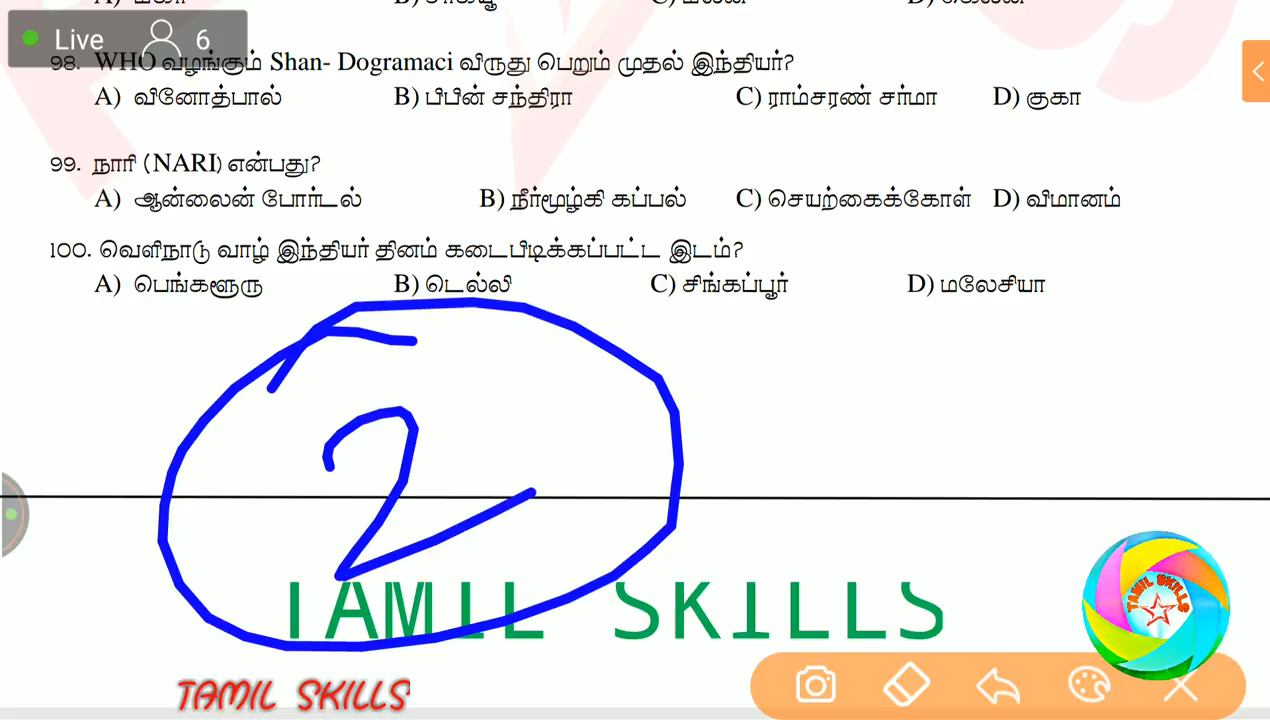 Live 6
98. WHO வழங்கும் Shan- Dogramaci விருது பெறும் முதல் இந்தியர்?
A) வினோத்பால் B) பிபின் சந்திரா C) ராம்சரண் சர்மா D) குகா
99. நாரி (NARI) என்பது?
A) ஆன்லைன் போர்டல் B) நீர்மூழ்கி கப்பல் C) செயற்கைக்கோள் D) விமானம்
100. வெளிநாடு வாழ் இந்தியர் தினம் கடைபிடிக்கப்பட்ட இடம்?
A) பெங்களூரு B) டெல்லி C) சிங்கப்பூர் D) மலேசியா
2
TAMIL SKILLS
TAMIL SKILLS
TAMIL SKILLS